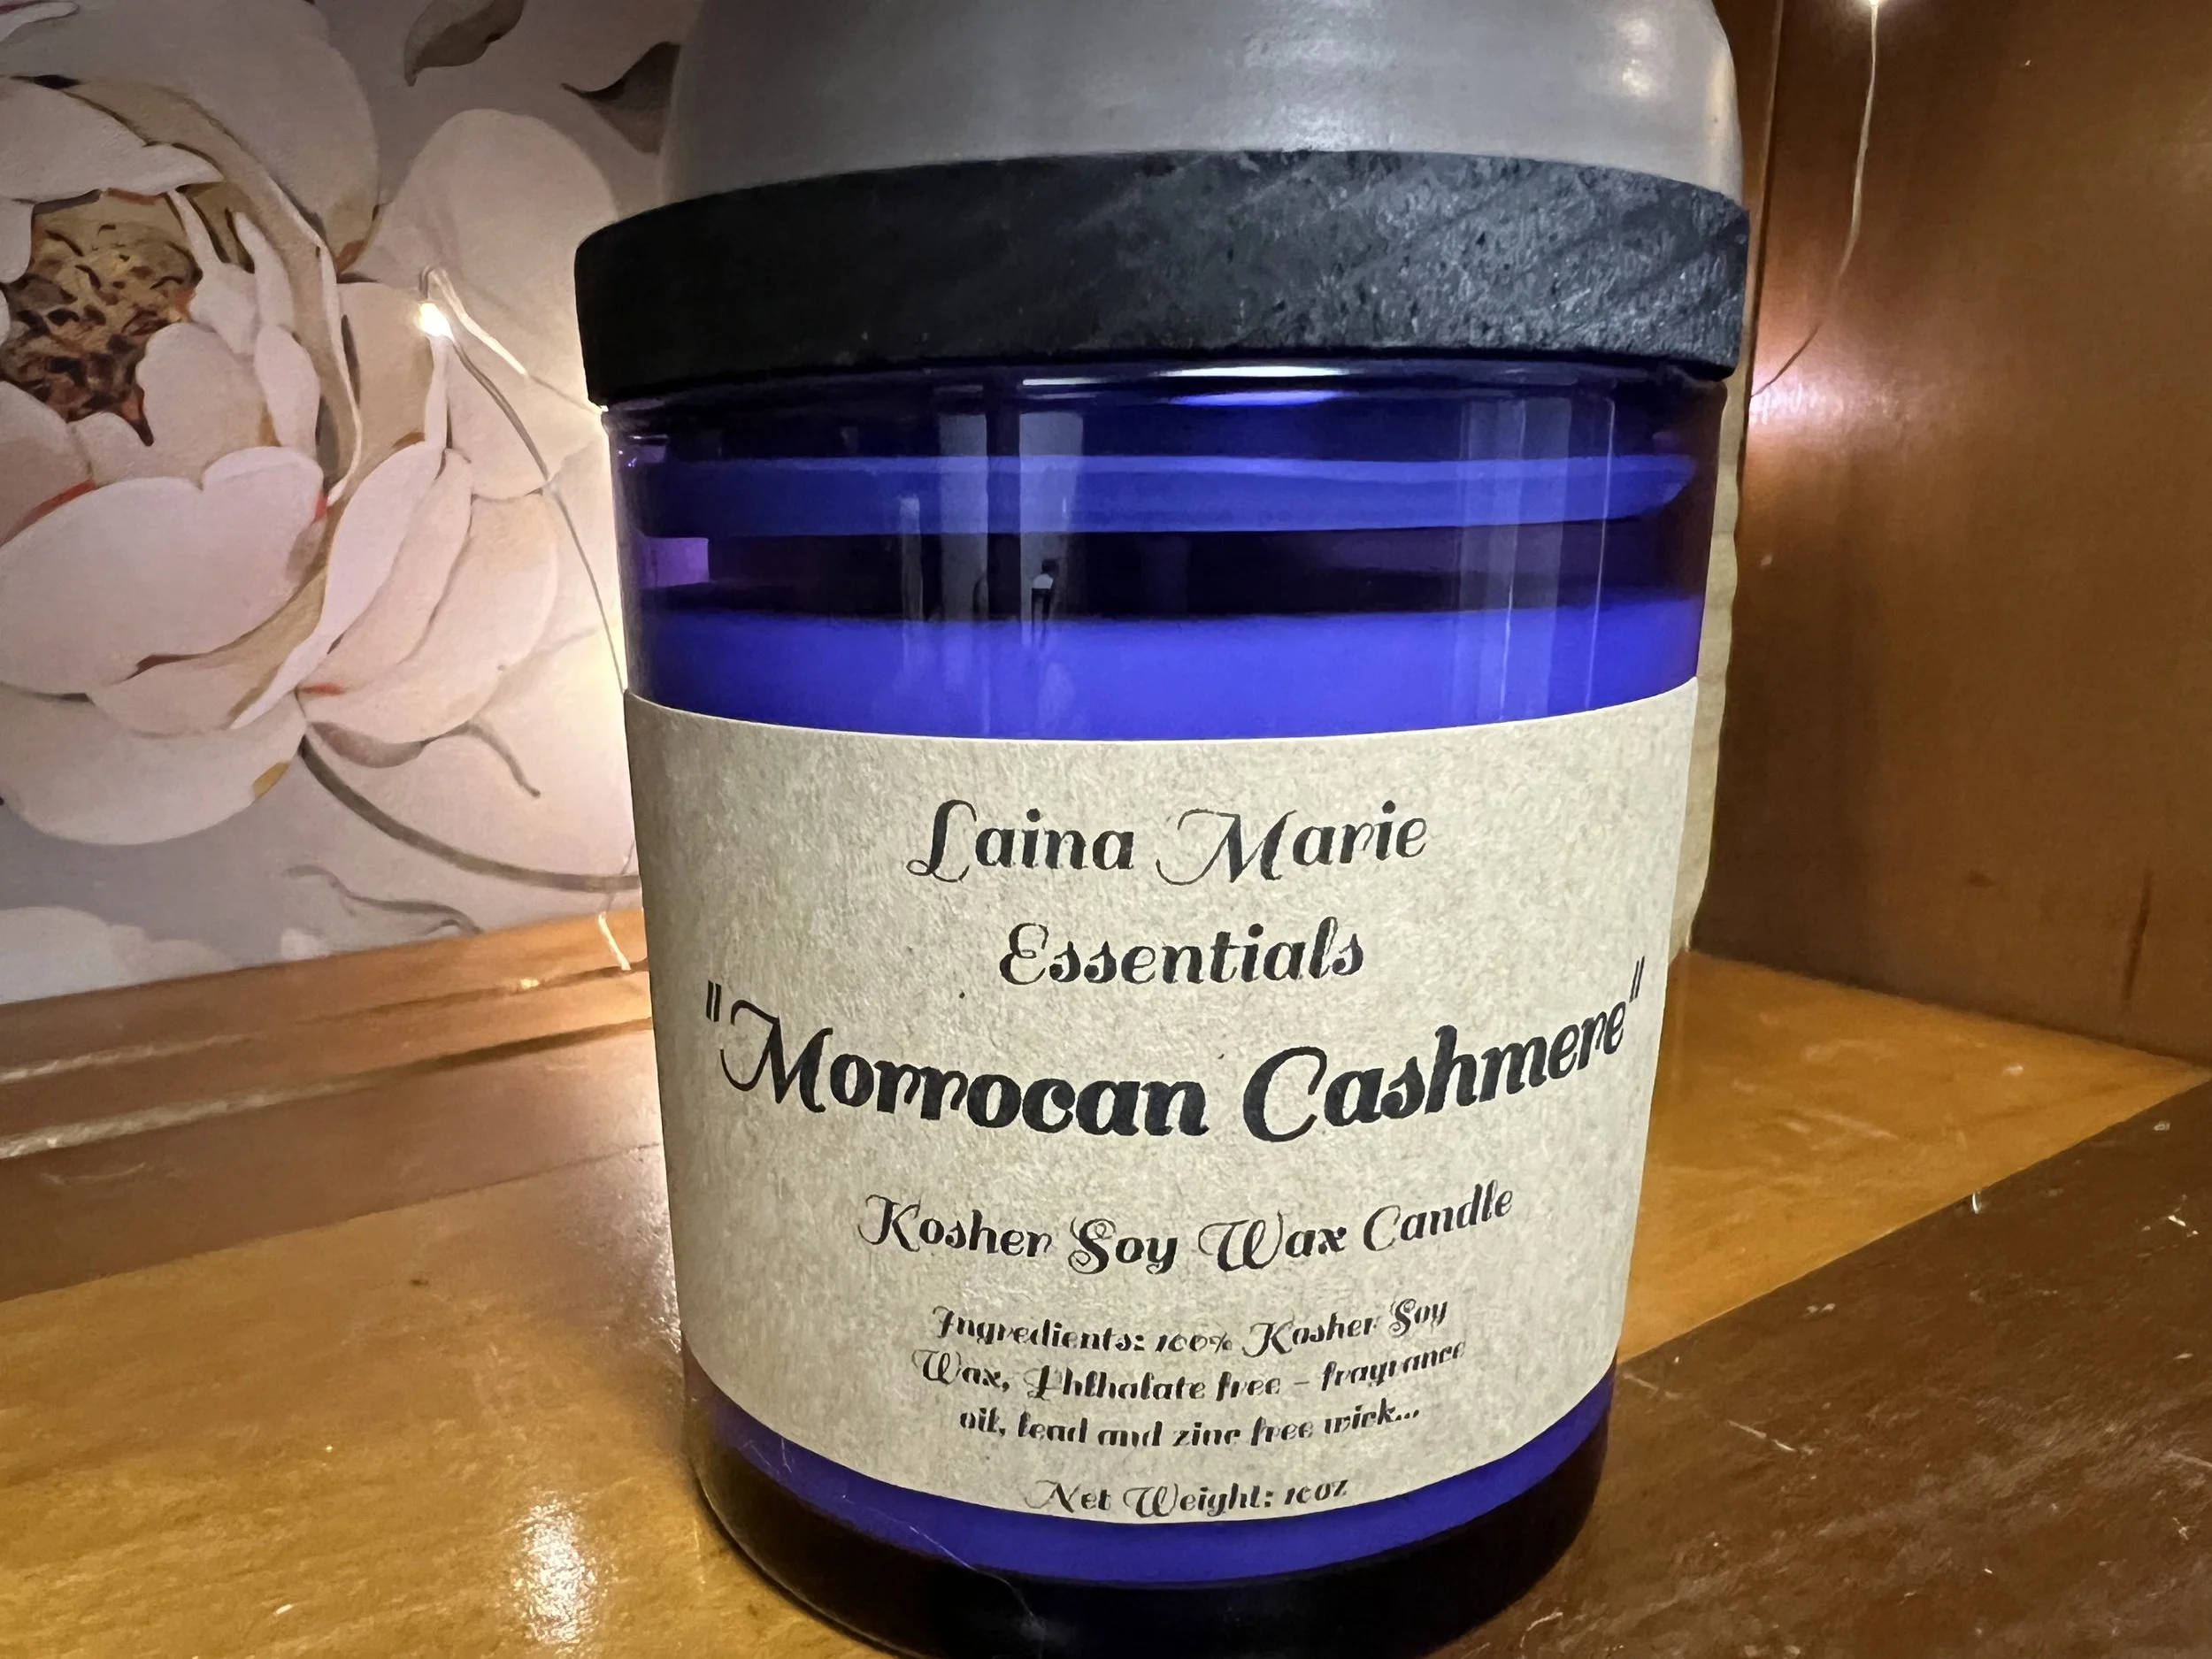 Laina Marie
Essentials
"Morrocan Cashmere"
Kosher Soy Wax Candle
Ingredients: 100% Kosher Soy
Wax, Phthalate free - fragrance
oil, lead and zinc free wick...
Net Weight: 10oz